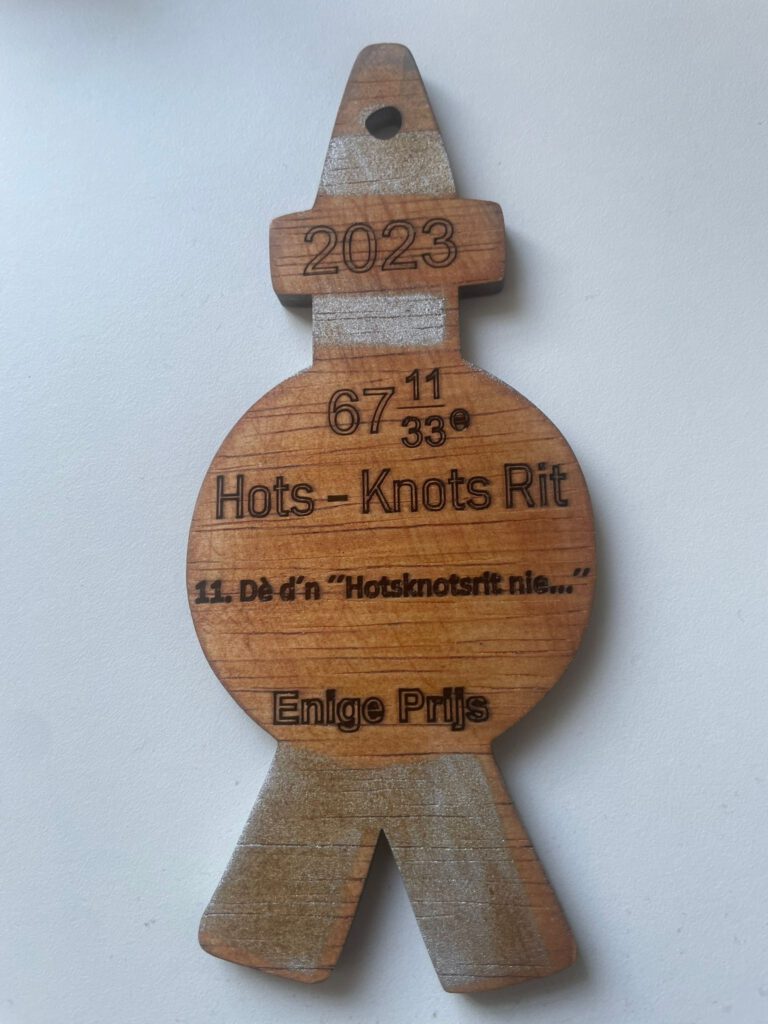 2023
67 11/33e
Hots - Knots Rit
11. Dè d´n ´´Hotsknotsrit nie...´´
Enige Prijs